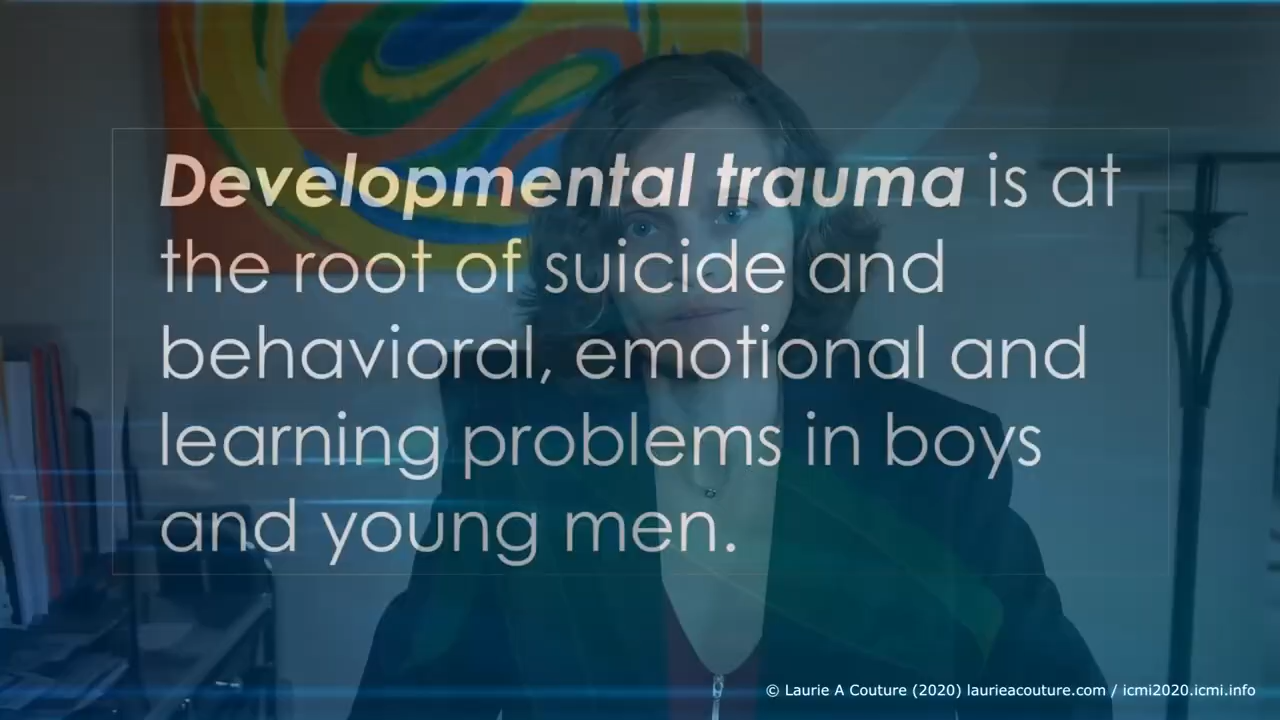 Developmental trauma is at
the root of suicide and
behavioral, emotional and
learning problems in boys
and young men.
© Laurie A Couture (2020) laurieacouture.com / icmi2020.icmi.info